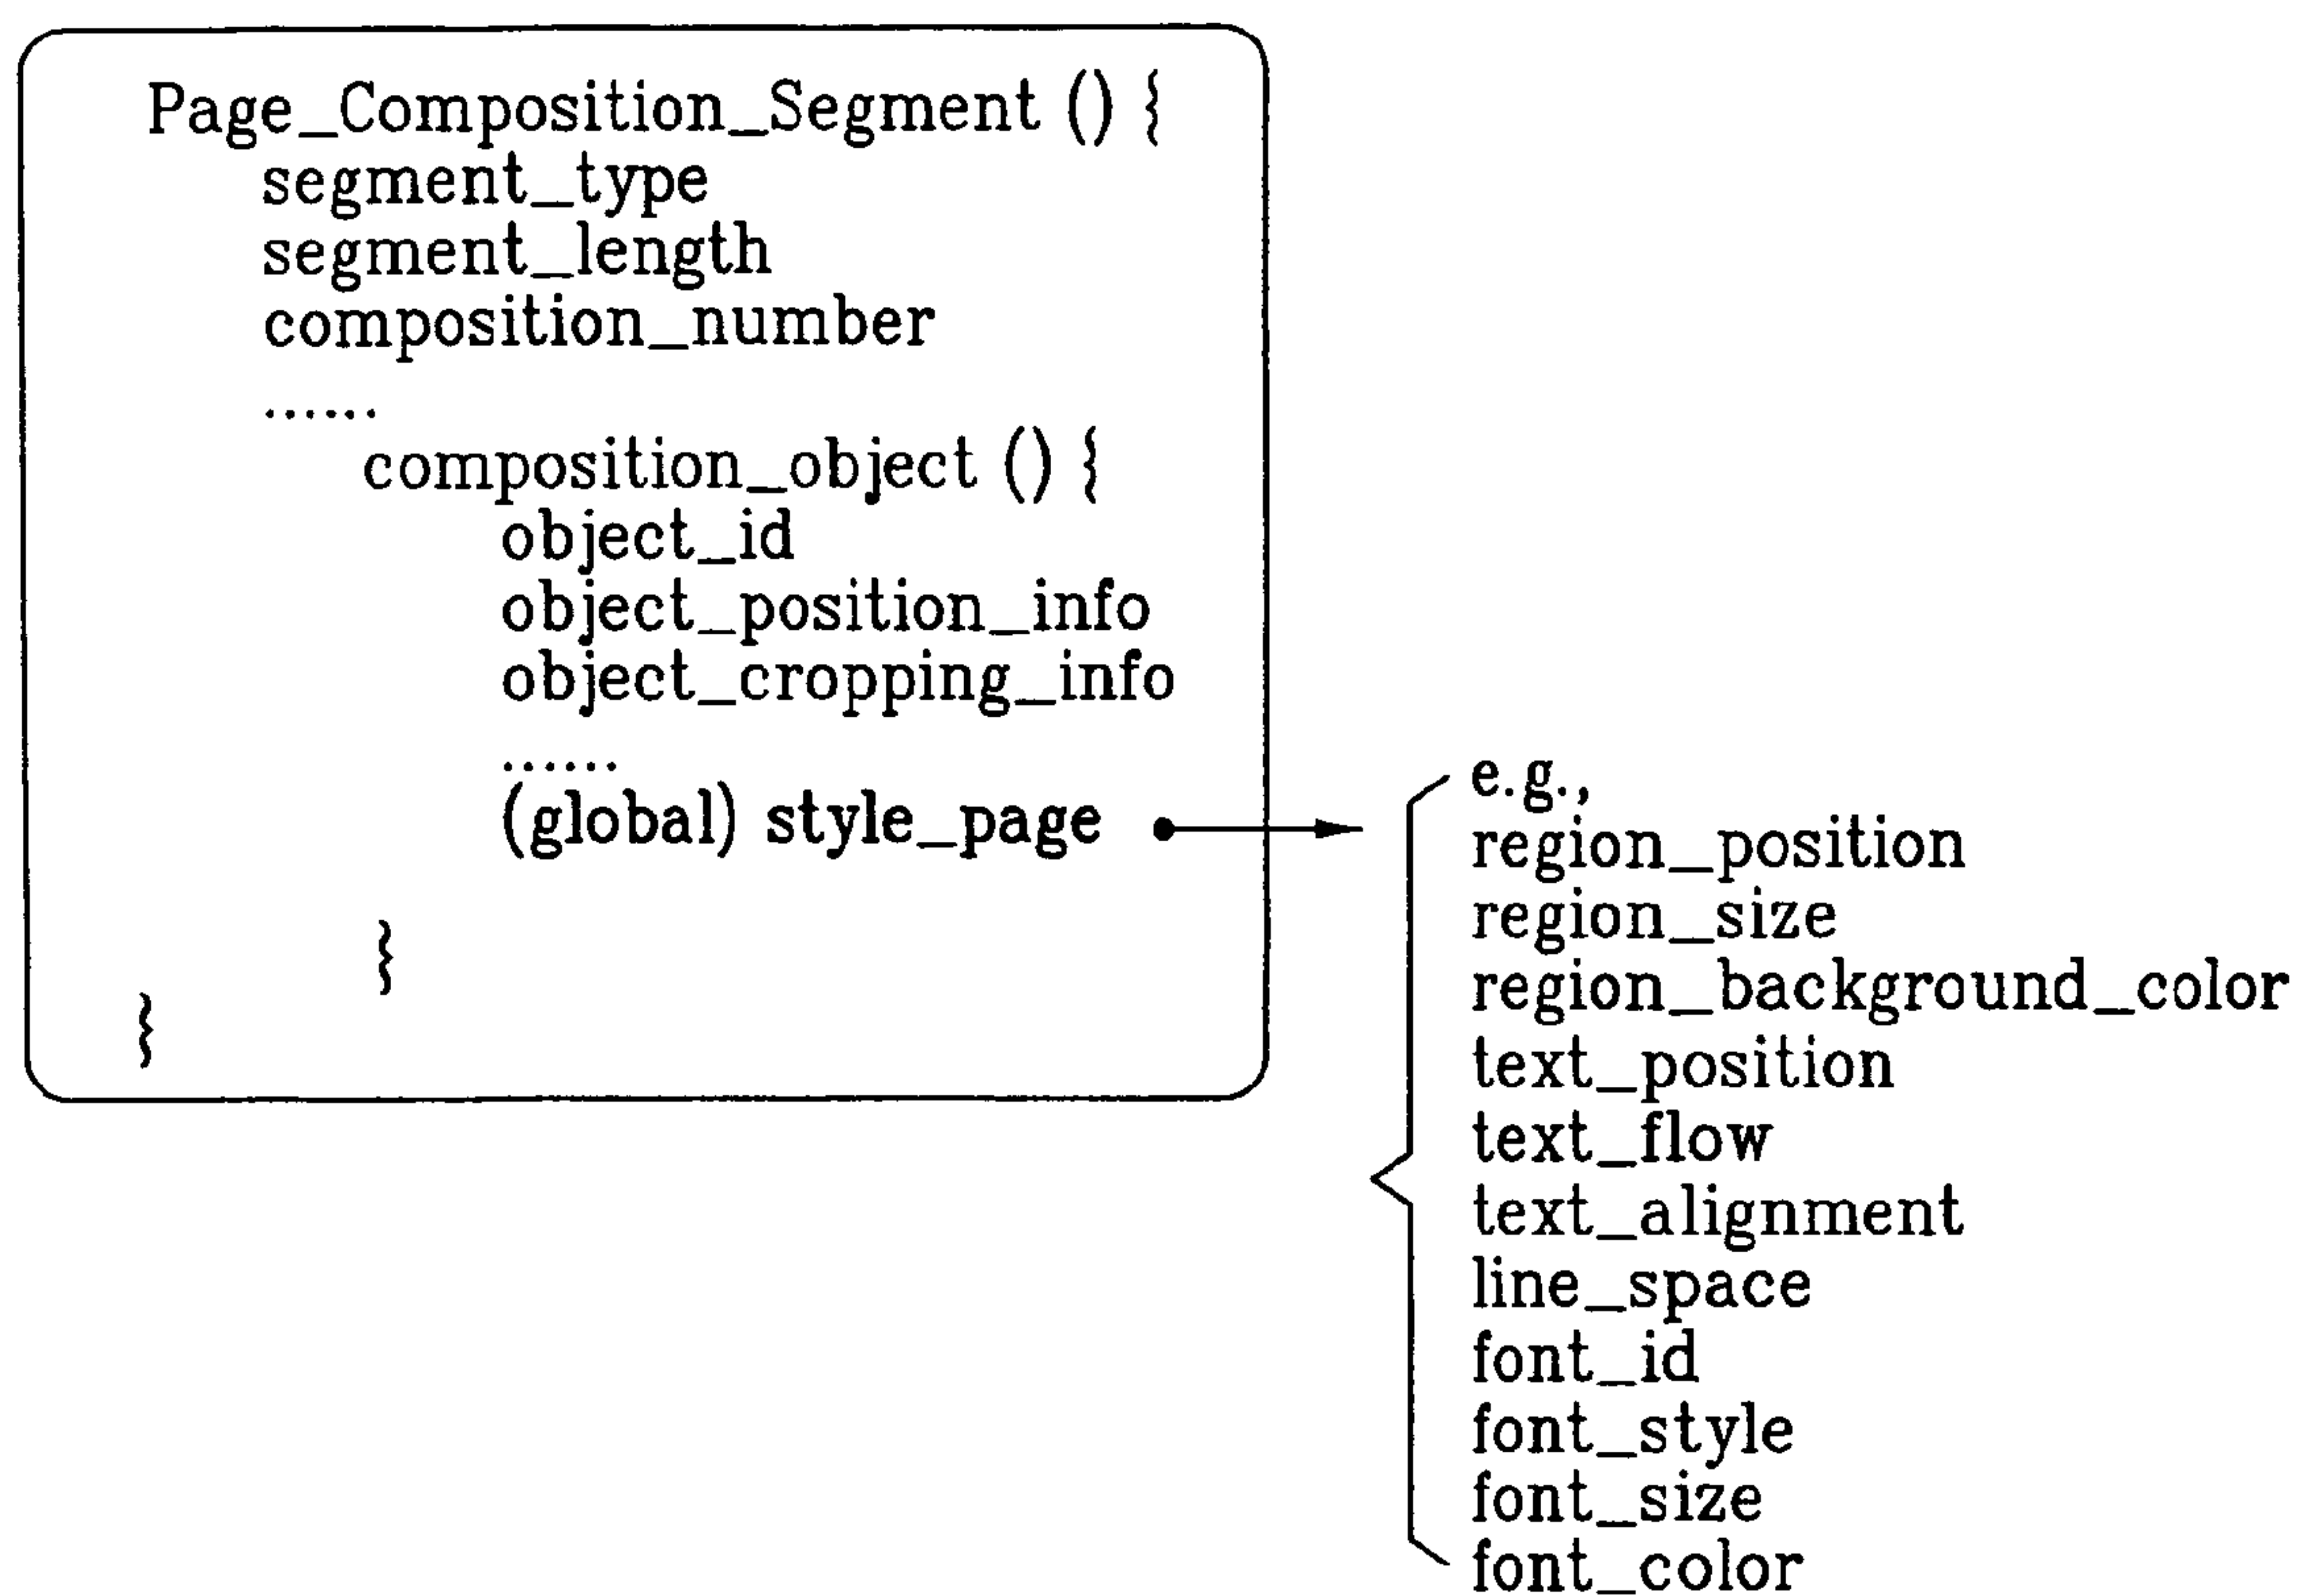 Page_Composition_Segment () {
segment_type
segment_length
composition_number
......
composition_object () {
object_id
object_position_info
object_cropping_info
......
(global) style_page
}
}
e.g.,
region_position
region_size
region_background_color
text_position
text_flow
text_alignment
line_space
font_id
font_style
font_size
font_color